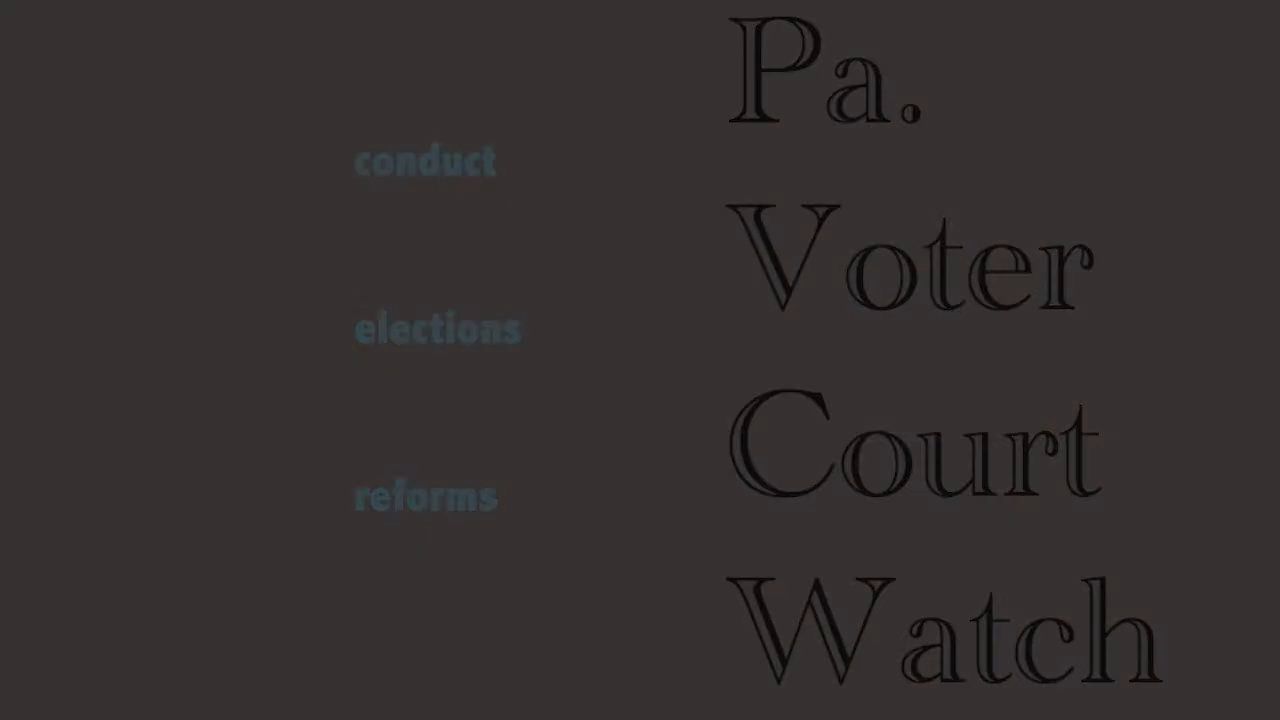 conduct
elections
reforms
Pa.
Voter
Court
Watch